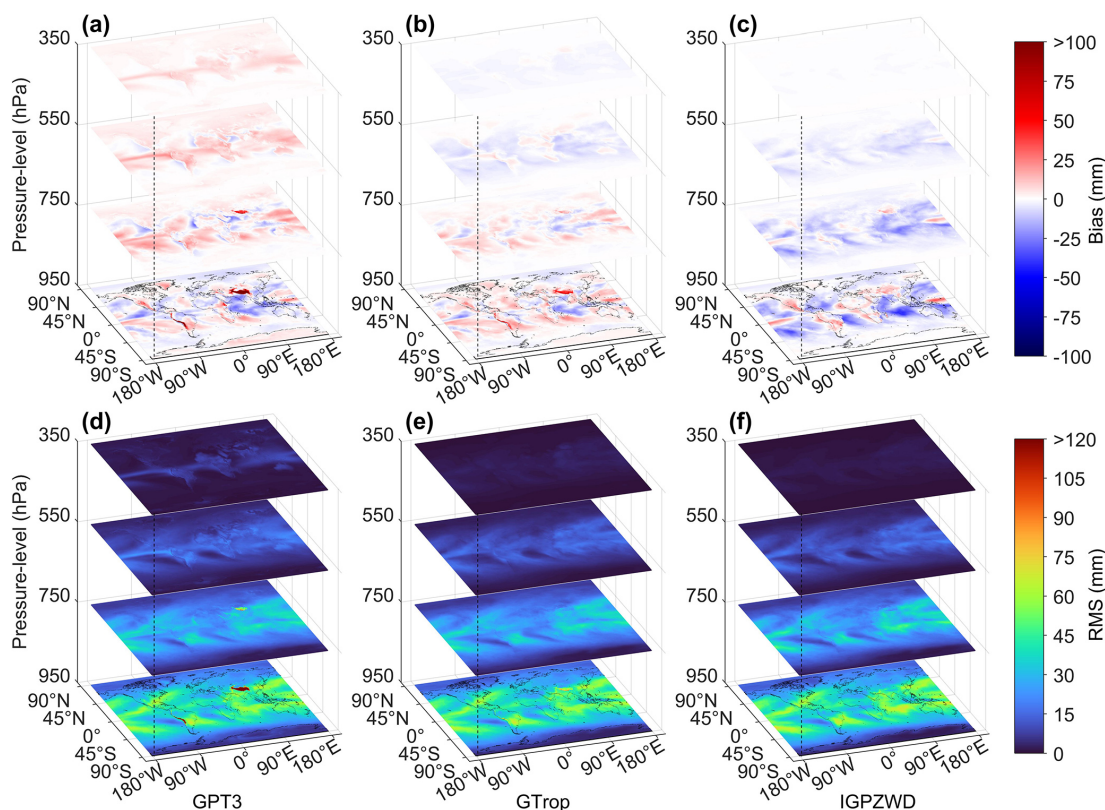 (a)
(b)
(c)
Pressure-level (hPa)
350
550
750
950
90°N
45°N
0°
45°S
90°S
180°W
90°W
0°
90°E
180°E
350
550
750
950
90°N
45°N
0°
45°S
90°S
180°W
90°W
0°
90°E
180°E
350
550
750
950
90°N
45°N
0°
45°S
90°S
180°W
90°W
0°
90°E
180°E
>100
75
50
25
0
-25
-50
-75
-100
Bias (mm)
(d)
(e)
(f)
Pressure-level (hPa)
350
550
750
950
90°N
45°N
0°
45°S
90°S
180°W
90°W
0°
90°E
180°E
GPT3
350
550
750
950
90°N
45°N
0°
45°S
90°S
180°W
90°W
0°
90°E
180°E
GTrop
350
550
750
950
90°N
45°N
0°
45°S
90°S
180°W
90°W
0°
90°E
180°E
IGPZWD
>120
105
90
75
60
45
30
15
0
RMS (mm)